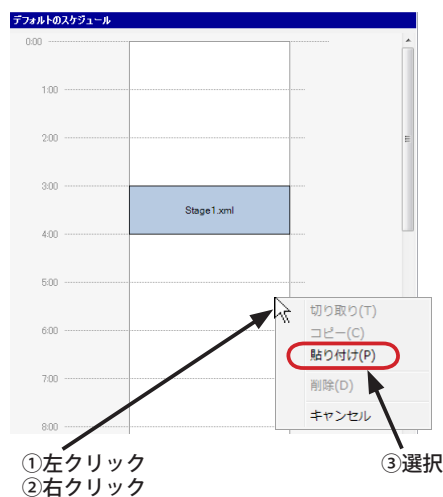 デフォルトのスケジュール
0:00
1:00
2:00
3:00
Stage1.xml
4:00
5:00
切り取り(T)
6:00
コピー(C)
貼り付け(P)
7:00
削除(D)
キャンセル
8:00
①左クリック
③選択
②右クリック